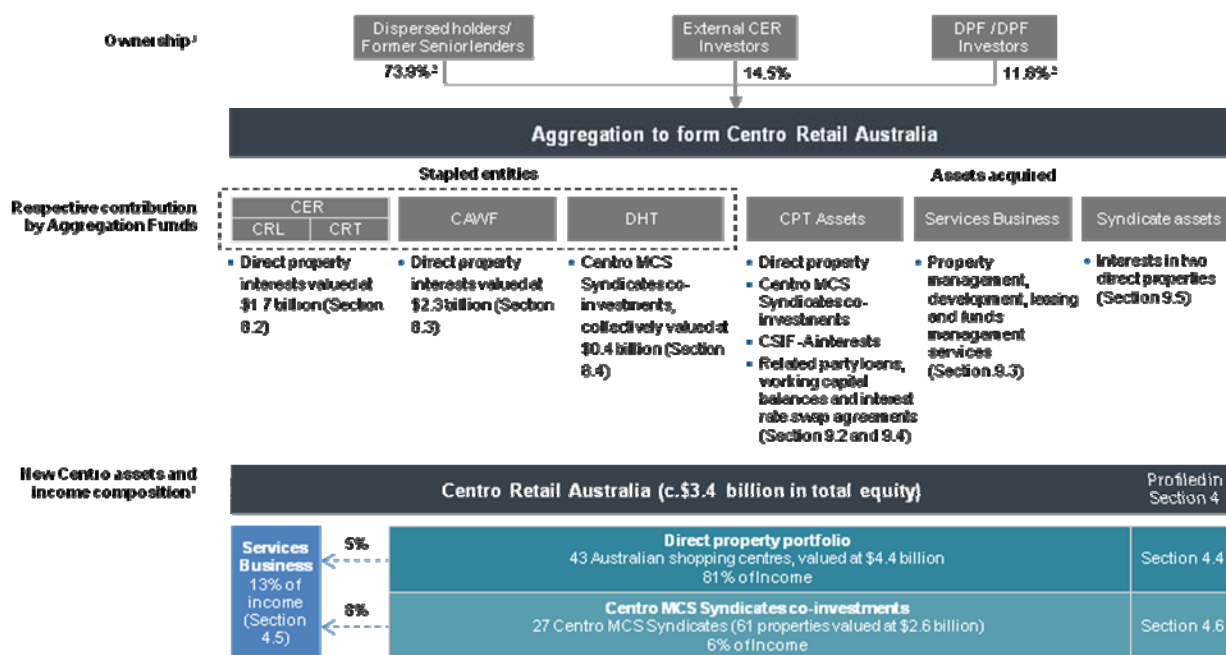 Ownership¹
Dispersed holders/
Former Senior lenders
External CER
Investors
DPF /DPF
Investors
73.9%²
14.5%
11.6%²
Aggregation to form Centro Retail Australia
Stapled entities
Assets acquired
Respective contribution
by Aggregation Funds
CER
CRL
CRT
CAWF
DHT
CPT Assets
Services Business
Syndicate assets
• Direct property
interests valued at
$1.7 billion (Section
8.2)
• Direct property
interests valued at
$2.3 billion (Section
8.3)
• Centro MCS
Syndicates co-
investments,
collectively valued at
$0.4 billion (Section
8.4)
• Direct property
• Centro MCS
Syndicates co-
investments
• CSIF-A interests
• Related party loans,
working capital
balances and interest
rate swap agreements
(Section 9.2 and 9.4)
• Property
management,
development, leasing
and funds
management
services
(Section 9.3)
• Interests in two
direct properties
(Section 9.5)
New Centro assets and
income composition¹
Centro Retail Australia (c.$3.4 billion in total equity)
Profiled in
Section 4
Services
Business
13% of
income
(Section
4.5)
5%
8%
Direct property portfolio
43 Australian shopping centres, valued at $4.4 billion
81% of Income
Section 4.4
Centro MCS Syndicates co-investments
27 Centro MCS Syndicates (61 properties valued at $2.6 billion)
6% of Income
Section 4.6